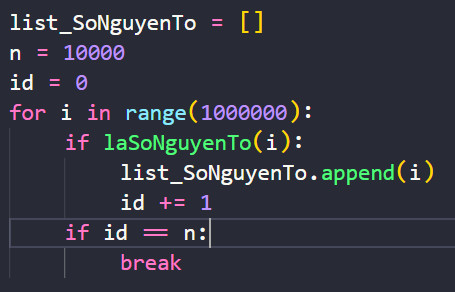 list_SoNguyenTo = []
n = 10000
id = 0
for i in range(1000000):
    if laSoNguyenTo(i):
        list_SoNguyenTo.append(i)
        id += 1
    if id == n:
        break